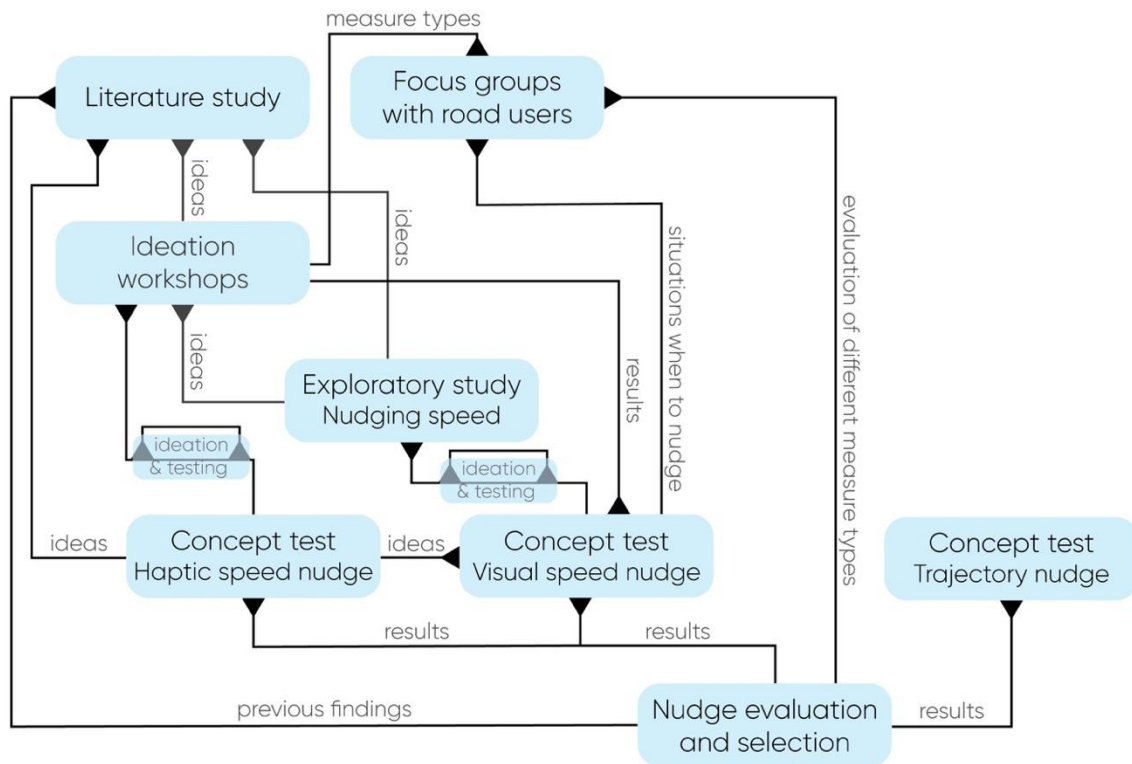 measure types
Literature study
Focus groups
with road users
ideas
ideas
Ideation
workshops
ideas
results
situations when to nudge
evaluation of different measure types
Exploratory study
Nudging speed
ideation
& testing
ideation
& testing
ideas
Concept test
Haptic speed nudge
ideas
Concept test
Visual speed nudge
Concept test
Trajectory nudge
results
results
previous findings
Nudge evaluation
and selection
results